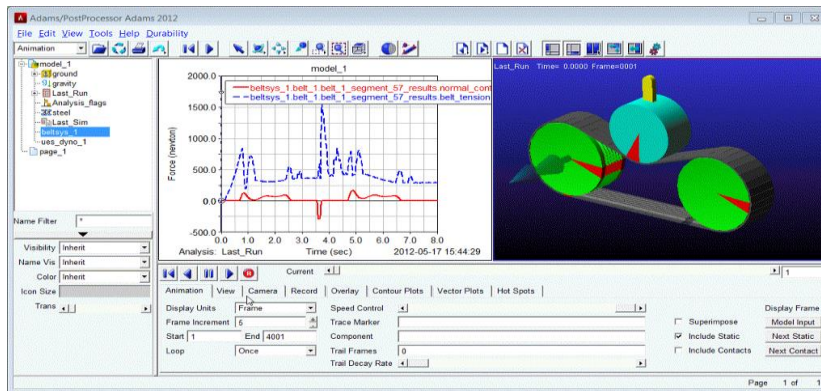 Adams/PostProcessor Adams 2012
File Edit View Tools Help Durability
Animation
model_1
ground
gravity
Last_Run
Analysis_flags
steel
Last_Sim
beltsys_1
ues_dyno_1
page_1
Name Filter *
Visibility Inherit
Name Vis Inherit
Color Inherit
Icon Size
Trans
model_1
beltsys_1.belt_1.belt_1_segment_57_results.normal_con
beltsys_1.belt_1.belt_1_segment_57_results.belt_tension
Force (newton)
2000.0
1500.0
1000.0
500.0
0.0
-500.0
0.0 1.0 2.0 3.0 4.0 5.0 6.0 7.0 8.0
Analysis: Last_Run Time (sec) 2012-05-17 15:44:29
Last_Run Time= 0.0000 Frame=0001
Current 1
Animation View Camera Record Overlay Contour Plots Vector Plots Hot Spots
Display Units Frame Speed Control Display Frame
Frame Increment 5 Trace Marker Superimpose Model Input
Start 1 End 4001 Component Include Static Next Static
Loop Once Trail Frames 0 Include Contacts Next Contact
Trail Decay Rate
Page 1 of 1